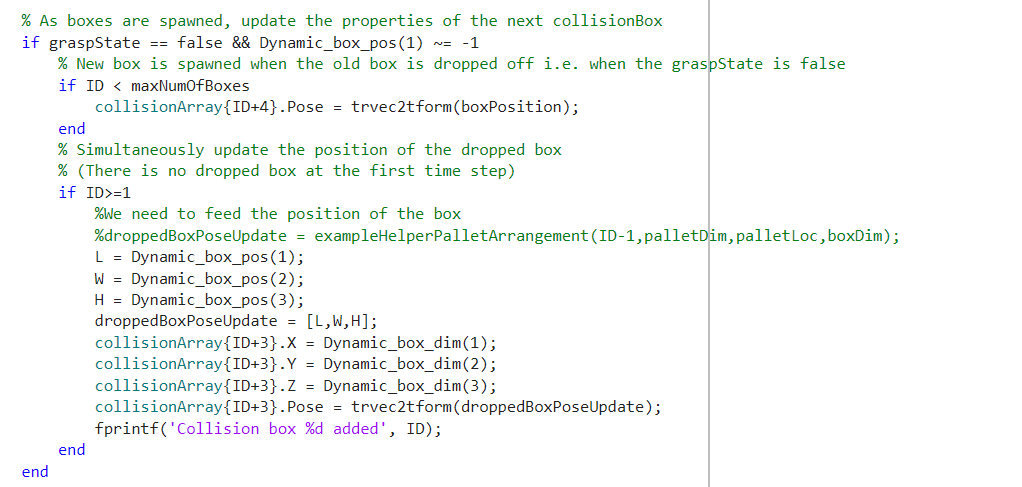 % As boxes are spawned, update the properties of the next collisionBox
if graspState == false && Dynamic_box_pos(1) ~= -1
% New box is spawned when the old box is dropped off i.e. when the graspState is false
if ID < maxNumOfBoxes
collisionArray{ID+4}.Pose = trvec2tform(boxPosition);
end
% Simultaneously update the position of the dropped box
% (There is no dropped box at the first time step)
if ID>=1
%We need to feed the position of the box
%droppedBoxPoseUpdate = exampleHelperPalletArrangement(ID-1,palletDim,palletLoc,boxDim);
L = Dynamic_box_pos(1);
W = Dynamic_box_pos(2);
H = Dynamic_box_pos(3);
droppedBoxPoseUpdate = [L,W,H];
collisionArray{ID+3}.X = Dynamic_box_dim(1);
collisionArray{ID+3}.Y = Dynamic_box_dim(2);
collisionArray{ID+3}.Z = Dynamic_box_dim(3);
collisionArray{ID+3}.Pose = trvec2tform(droppedBoxPoseUpdate);
fprintf('Collision box %d added', ID);
end
end